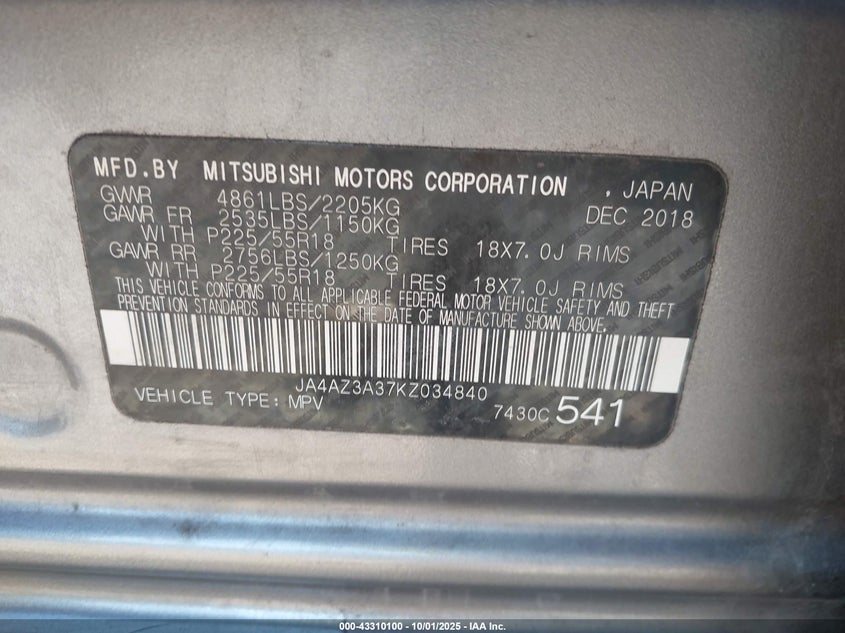 MFD.BY MITSUBISHI MOTORS CORPORATION , JAPAN
GVWR 4861LBS/2205KG DEC 2018
GAWR FR 2535LBS/1150KG
WITH P225/55R18 TIRES 18X7.0J RIMS
GAWR RR 2756LBS/1250KG
WITH P225/55R18 TIRES 18X7.0J RIMS
THIS VEHICLE CONFORMS TO ALL APPLICABLE FEDERAL MOTOR VEHICLE SAFETY AND THEFT
PREVENTION STANDARDS IN EFFECT ON THE DATE OF MANUFACTURE SHOWN ABOVE.
JA4AZ3A37KZ034840
VEHICLE TYPE: MPV 7430C 541
000-43310100 - 10/01/2025 - IAA Inc.